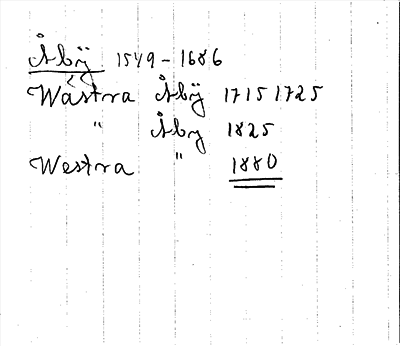 Åbÿ 1549-1686
Wästra Åbÿ 1715 1725
" Åby 1825
Westra " 1880